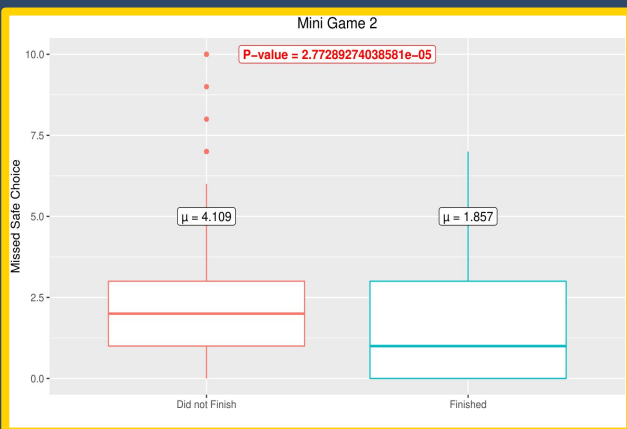 Mini Game 2
P-value = 2.77289274038581e−05
10.0
7.5
5.0
2.5
0.0
Missed Safe Choice
μ = 4.109
μ = 1.857
Did not Finish
Finished